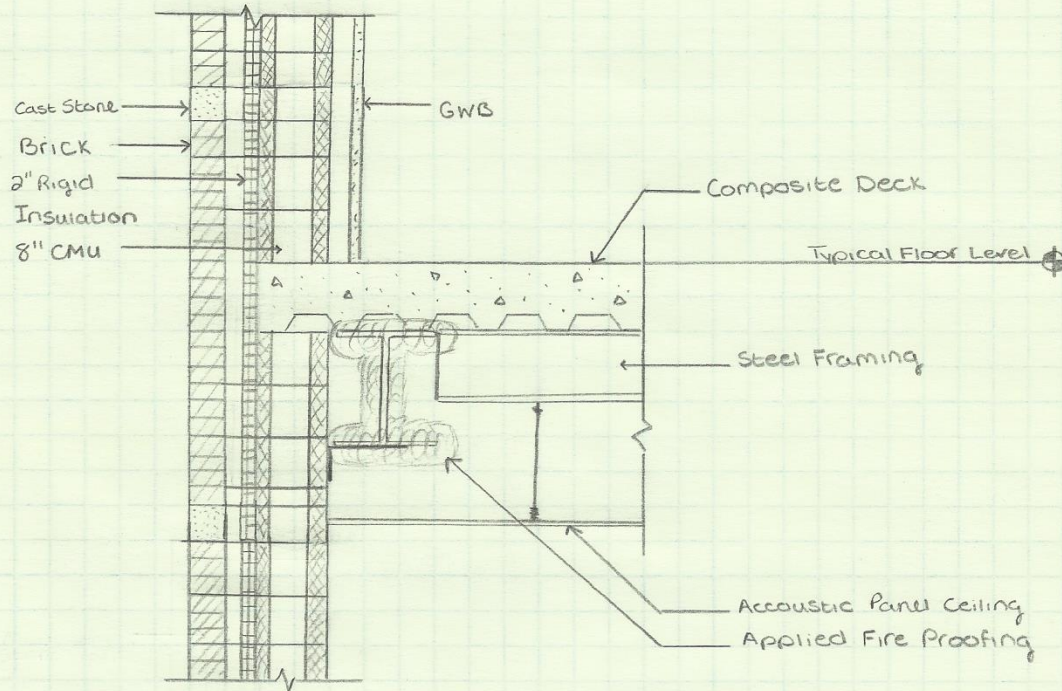 Cast Stone
Brick
2" Rigid
Insulation
8" CMU
GWB
Composite Deck
Typical Floor Level
Steel Framing
Accoustic Panel Ceiling
Applied Fire Proofing